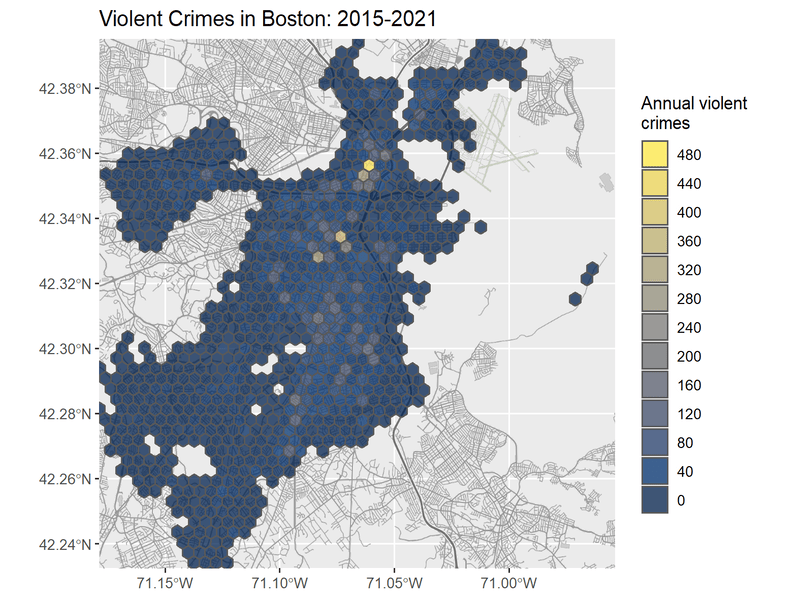 Violent Crimes in Boston: 2015-2021
42.38°N
42.36°N
42.34°N
42.32°N
42.30°N
42.28°N
42.26°N
42.24°N
71.15°W
71.10°W
71.05°W
71.00°W
Annual violent
crimes
480
440
400
360
320
280
240
200
160
120
80
40
0